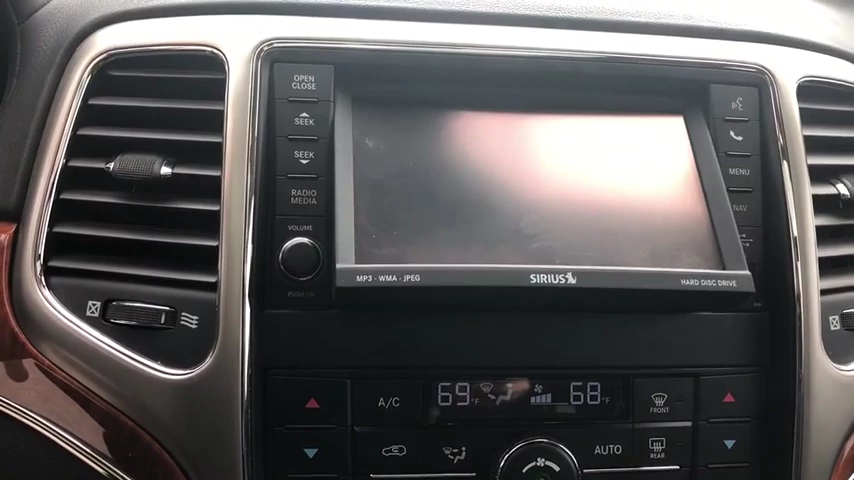 OPEN
CLOSE
SEEK
SEEK
RADIO
MEDIA
VOLUME
PUSH ON
MENU
NAV
MP3 · WMA · JPEG
SIRIUS
HARD DISC DRIVE
A/C
69°F
68°F
FRONT
AUTO
REAR